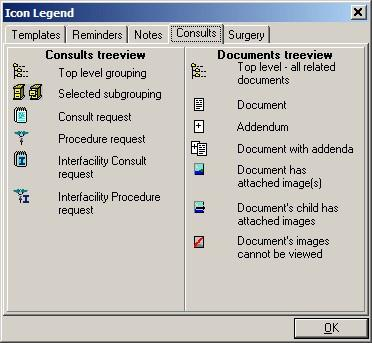 Icon Legend
Templates Reminders Notes Consults Surgery
Consults treeview
Top level grouping
Selected subgrouping
Consult request
Procedure request
Interfacility Consult
request
Interfacility Procedure
request
Documents treeview
Top level - all related
documents
Document
Addendum
Document with addenda
Document has
attached image(s)
Document's child has
attached images
Document's images
cannot be viewed
OK